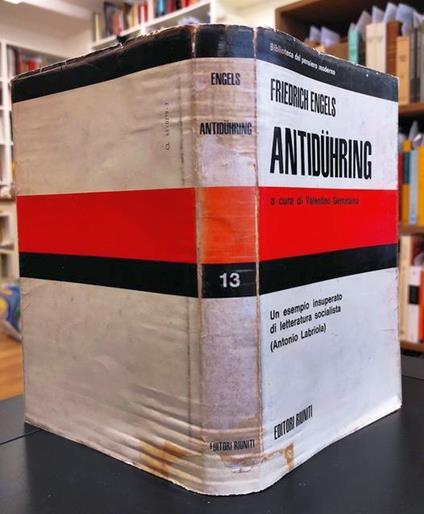 ENGELS
ANTIDÜHRING
13
EDITORI RIUNITI
Biblioteca del pensiero moderno
FRIEDRICH ENGELS
ANTIDÜHRING
a cura di Valentino Gerratana
Un esempio insuperato
di letteratura socialista
(Antonio Labriola)
EDITORI RIUNITI